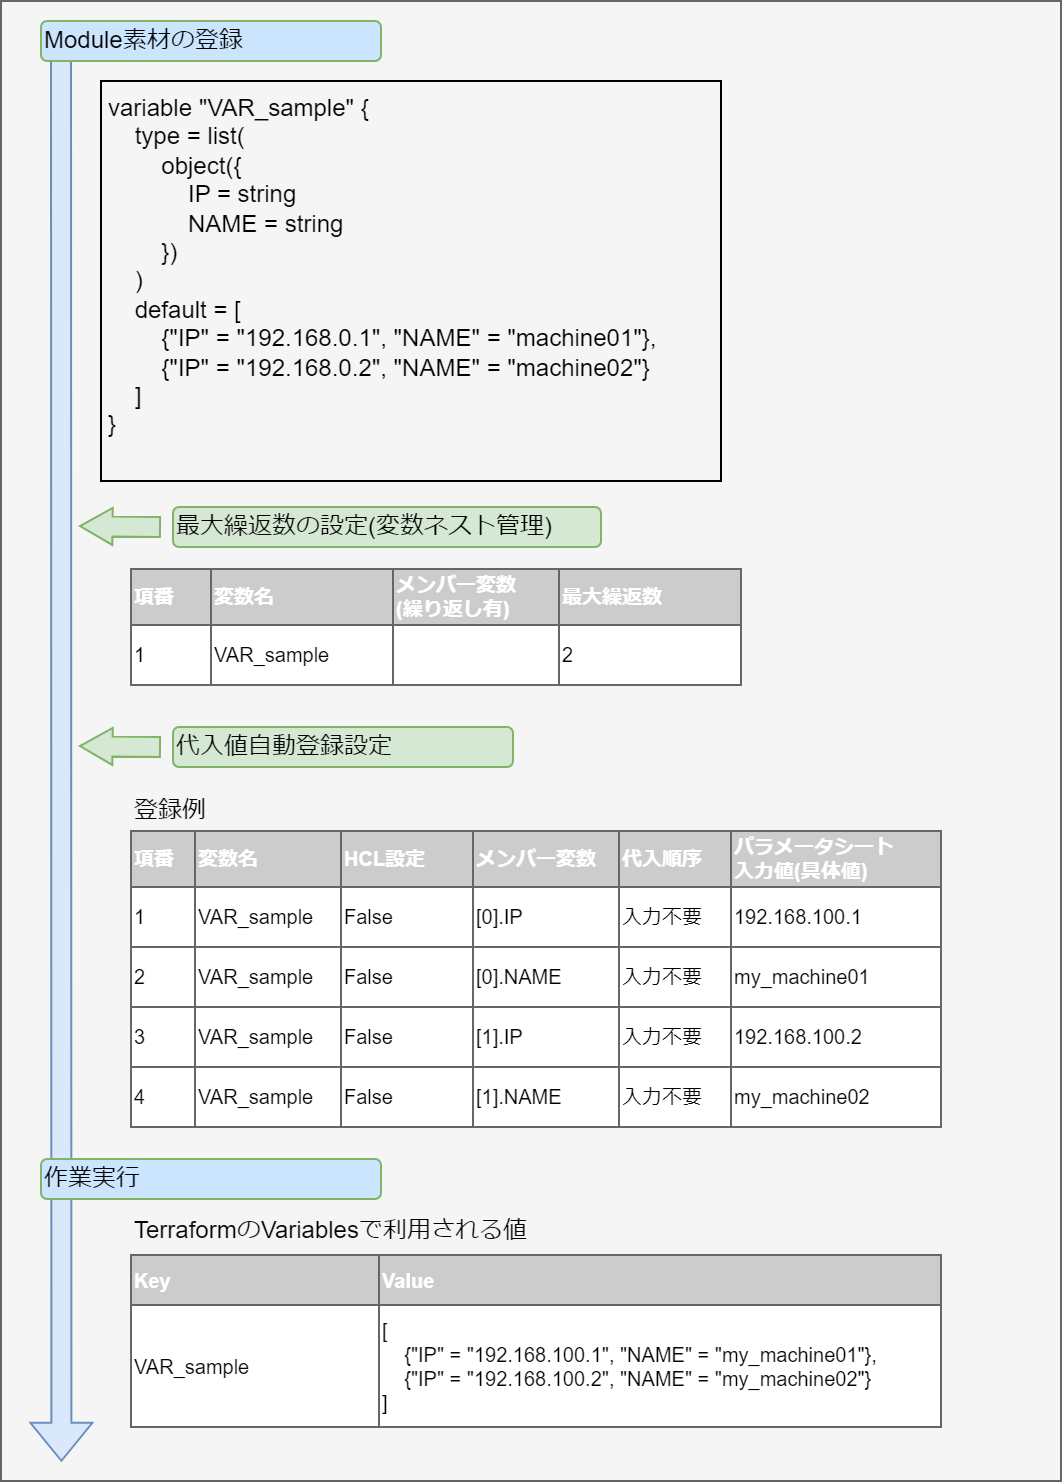 Module素材の登録
variable "VAR_sample" {
type = list(
object({
IP = string
NAME = string
})
)
default = [
{"IP" = "192.168.0.1", "NAME" = "machine01"},
{"IP" = "192.168.0.2", "NAME" = "machine02"}
]
}
最大繰返数の設定(変数ネスト管理)
項番 変数名 メンバー変数
(繰り返し有) 最大繰返数
1 VAR_sample 2
代入値自動登録設定
登録例
項番 変数名 HCL設定 メンバー変数 代入順序 パラメータシート
入力値(具体値)
1 VAR_sample False [0].IP 入力不要 192.168.100.1
2 VAR_sample False [0].NAME 入力不要 my_machine01
3 VAR_sample False [1].IP 入力不要 192.168.100.2
4 VAR_sample False [1].NAME 入力不要 my_machine02
作業実行
TerraformのVariablesで利用される値
Key Value
VAR_sample
[
{"IP" = "192.168.100.1", "NAME" = "my_machine01"},
{"IP" = "192.168.100.2", "NAME" = "my_machine02"}
]